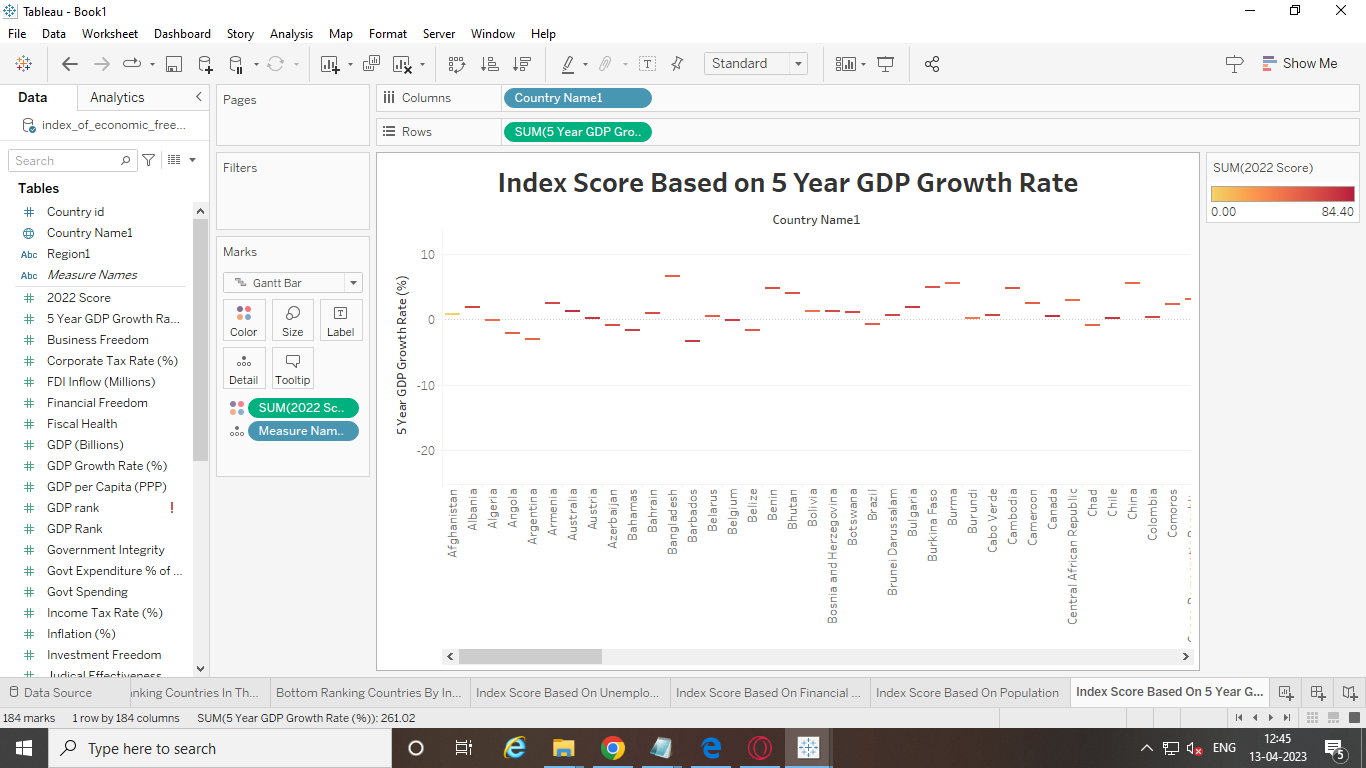 Tableau - Book1
File Data Worksheet Dashboard Story Analysis Map Format Server Window Help
Standard
Show Me
Data Analytics
index_of_economic_free...
Search
Tables
Country id
Country Name1
Abc Region1
Abc Measure Names
2022 Score
5 Year GDP Growth Ra...
Business Freedom
Corporate Tax Rate (%)
FDI Inflow (Millions)
Financial Freedom
Fiscal Health
GDP (Billions)
GDP Growth Rate (%)
GDP per Capita (PPP)
GDP rank !
GDP Rank
Government Integrity
Govt Expenditure % of ...
Govt Spending
Income Tax Rate (%)
Inflation (%)
Investment Freedom
Judical Effectiveness
Pages
Filters
Marks
Gantt Bar
Color Size Label
Detail Tooltip
SUM(2022 Sc..
Measure Nam..
Columns Country Name1
Rows SUM(5 Year GDP Gro..
Index Score Based on 5 Year GDP Growth Rate
Country Name1
5 Year GDP Growth Rate (%)
10
0
-10
-20
Afghanistan
Albania
Algeria
Angola
Argentina
Armenia
Australia
Austria
Azerbaijan
Bahamas
Bahrain
Bangladesh
Barbados
Belarus
Belgium
Belize
Benin
Bhutan
Bolivia
Bosnia and Herzegovina
Botswana
Brazil
Brunei Darussalam
Bulgaria
Burkina Faso
Burma
Burundi
Cabo Verde
Cambodia
Cameroon
Canada
Central African Republic
Chad
Chile
China
Colombia
Comoros
SUM(2022 Score)
0.00 84.40
Data Source
nking Countries In Th...
Bottom Ranking Countries By In...
Index Score Based On Unemplo...
Index Score Based On Financial ...
Index Score Based On Population
Index Score Based On 5 Year G...
184 marks 1 row by 184 columns SUM(5 Year GDP Growth Rate (%)): 261.02
Type here to search
ENG
12:45
13-04-2023
5